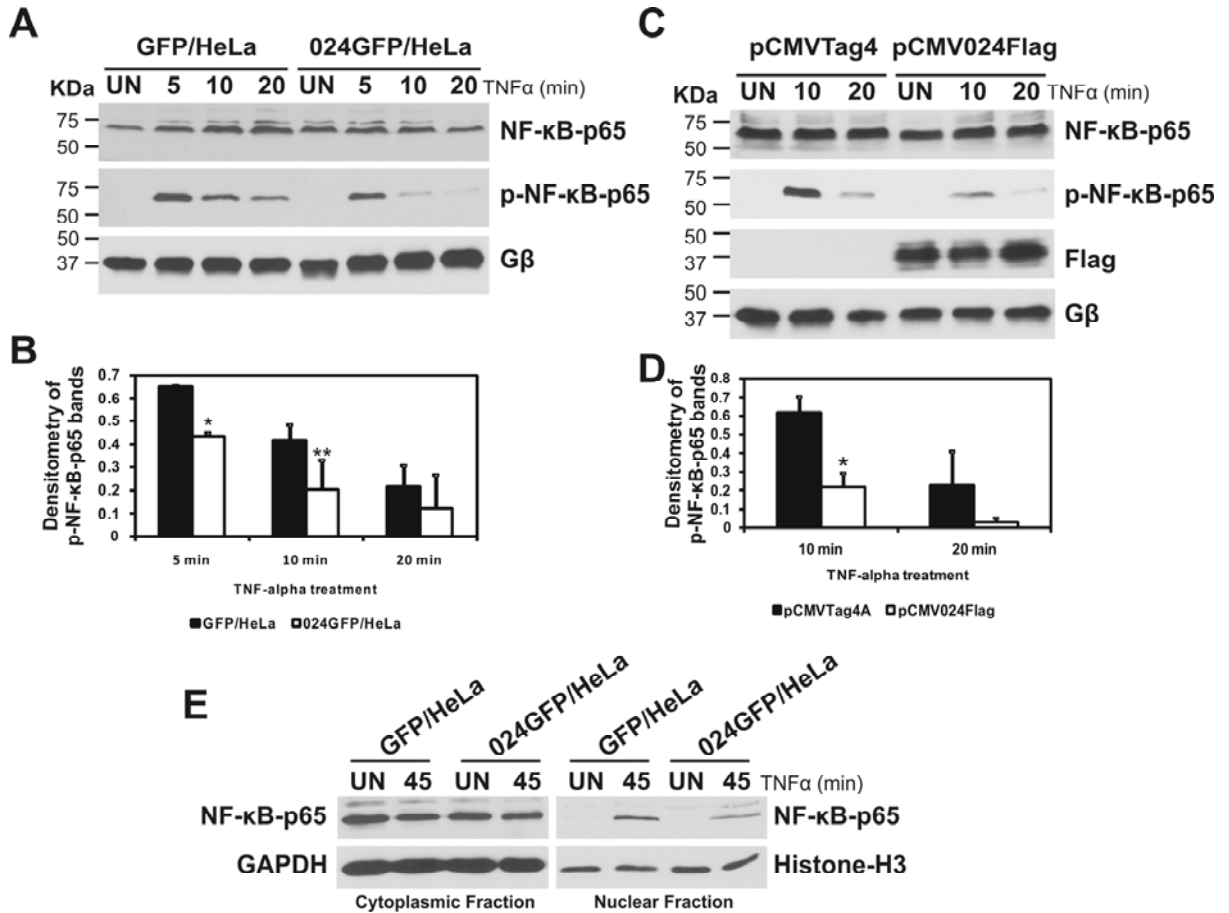 A
GFP/HeLa 024GFP/HeLa
KDa UN 5 10 20 UN 5 10 20 TNFα (min)
75
50
NF-κB-p65
75
50
p-NF-κB-p65
50
37
Gβ
B
Densitometry of
p-NF-κB-p65 bands
0.7
0.6
0.5
0.4
0.3
0.2
0.1
0
*
**
5 min 10 min 20 min
TNF-alpha treatment
GFP/HeLa 024GFP/HeLa
C
pCMVTag4 pCMV024Flag
KDa UN 10 20 UN 10 20 TNFα (min)
75
50
NF-κB-p65
75
50
p-NF-κB-p65
50
37
Flag
50
37
Gβ
D
Densitometry of
p-NF-κB-p65 bands
0.8
0.7
0.6
0.5
0.4
0.3
0.2
0.1
0
*
10 min 20 min
TNF-alpha treatment
pCMVTag4A pCMV024Flag
E
GFP/HeLa 024GFP/HeLa GFP/HeLa 024GFP/HeLa
UN 45 UN 45 UN 45 UN 45 TNFα (min)
NF-κB-p65 NF-κB-p65
GAPDH Histone-H3
Cytoplasmic Fraction Nuclear Fraction